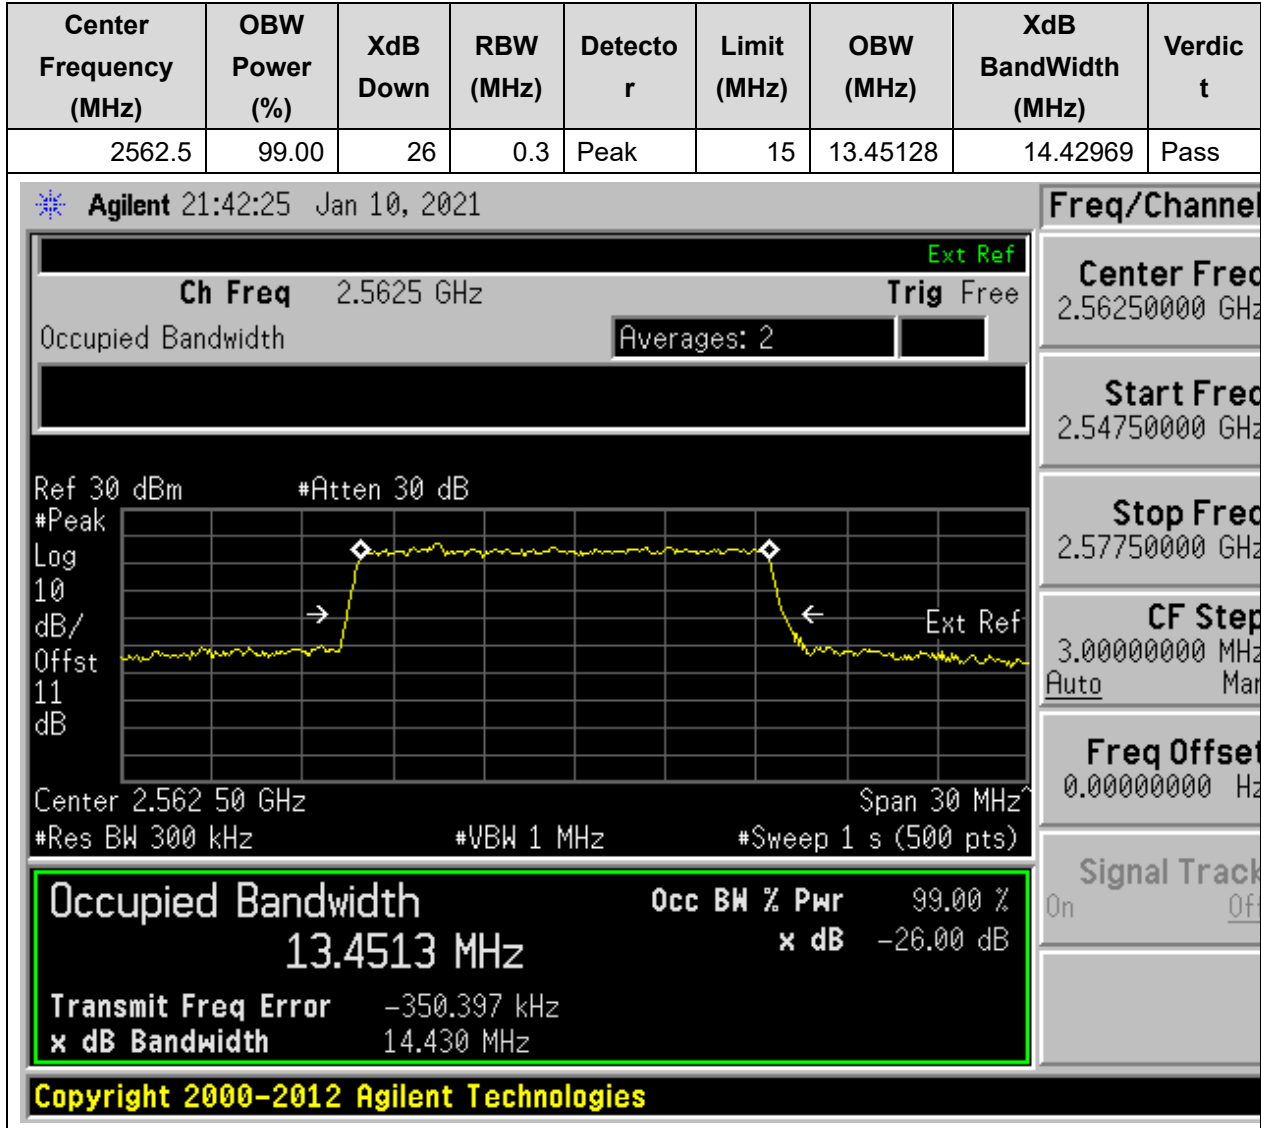 Center Frequency (MHz) OBW Power (%) XdB Down RBW (MHz) Detecto r Limit (MHz) OBW (MHz) XdB BandWidth (MHz) Verdic t
2562.5 99.00 26 0.3 Peak 15 13.45128 14.42969 Pass
Agilent 21:42:25 Jan 10, 2021
Freq/Channel
Ext Ref
Ch Freq 2.5625 GHz Trig Free
Occupied Bandwidth Averages: 2
Center Freq
2.56250000 GHz
Start Freq
2.54750000 GHz
Stop Freq
2.57750000 GHz
CF Step
3.00000000 MHz
Auto Man
Freq Offset
0.00000000 Hz
Signal Track
On Off
Ref 30 dBm #Atten 30 dB
#Peak
Log
10
dB/
Offst
11
dB
Ext Ref
Center 2.562 50 GHz Span 30 MHz^
#Res BW 300 kHz #VBW 1 MHz #Sweep 1 s (500 pts)
Occupied Bandwidth
13.4513 MHz
Occ BW % Pwr 99.00 %
x dB -26.00 dB
Transmit Freq Error -350.397 kHz
x dB Bandwidth 14.430 MHz
Copyright 2000-2012 Agilent Technologies